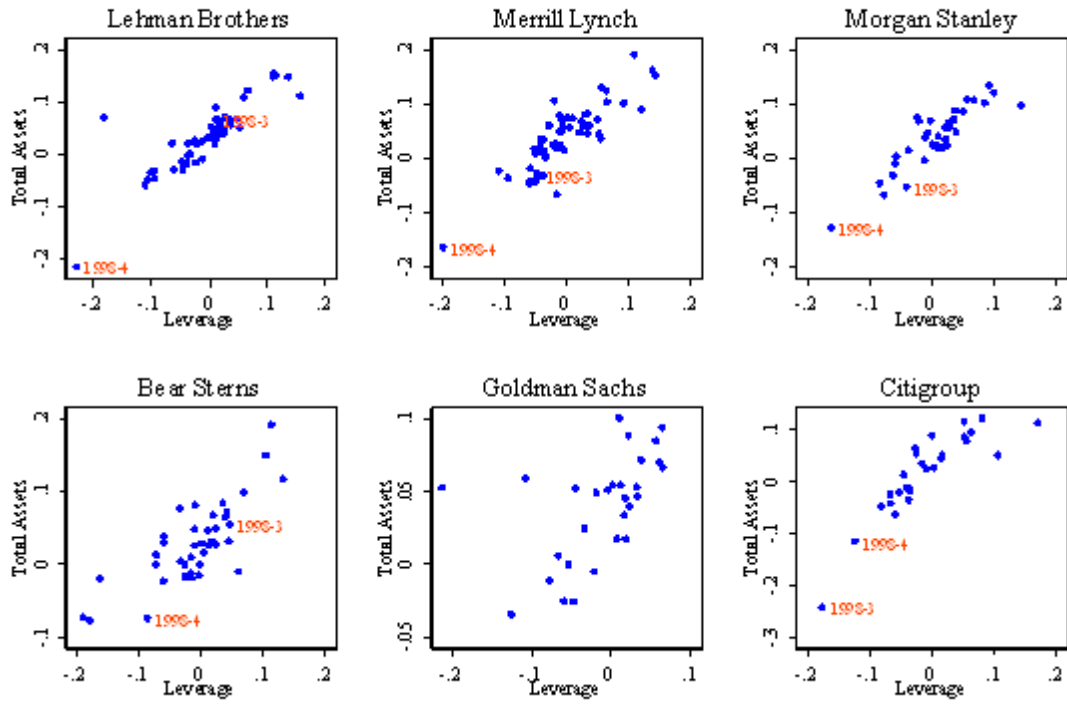 Lehman Brothers
Total Assets
.2
.1
0
-.1
-.2
1998-3
1998-4
-.2 -.1 0 .1 .2
Leverage
Merrill Lynch
Total Assets
.2
.1
0
-.1
-.2
1998-3
1998-4
-.2 -.1 0 .1 .2
Leverage
Morgan Stanley
Total Assets
.2
.1
0
-.1
-.2
1998-3
1998-4
-.2 -.1 0 .1 .2
Leverage
Bear Sterns
Total Assets
.2
.1
0
-.1
1998-3
1998-4
-.2 -.1 0 .1 .2
Leverage
Goldman Sachs
Total Assets
.1
.05
0
-.05
-.2 -.1 0 .1
Leverage
Citigroup
Total Assets
.1
0
-.1
-.2
-.3
1998-4
1998-3
-.2 -.1 0 .1 .2
Leverage